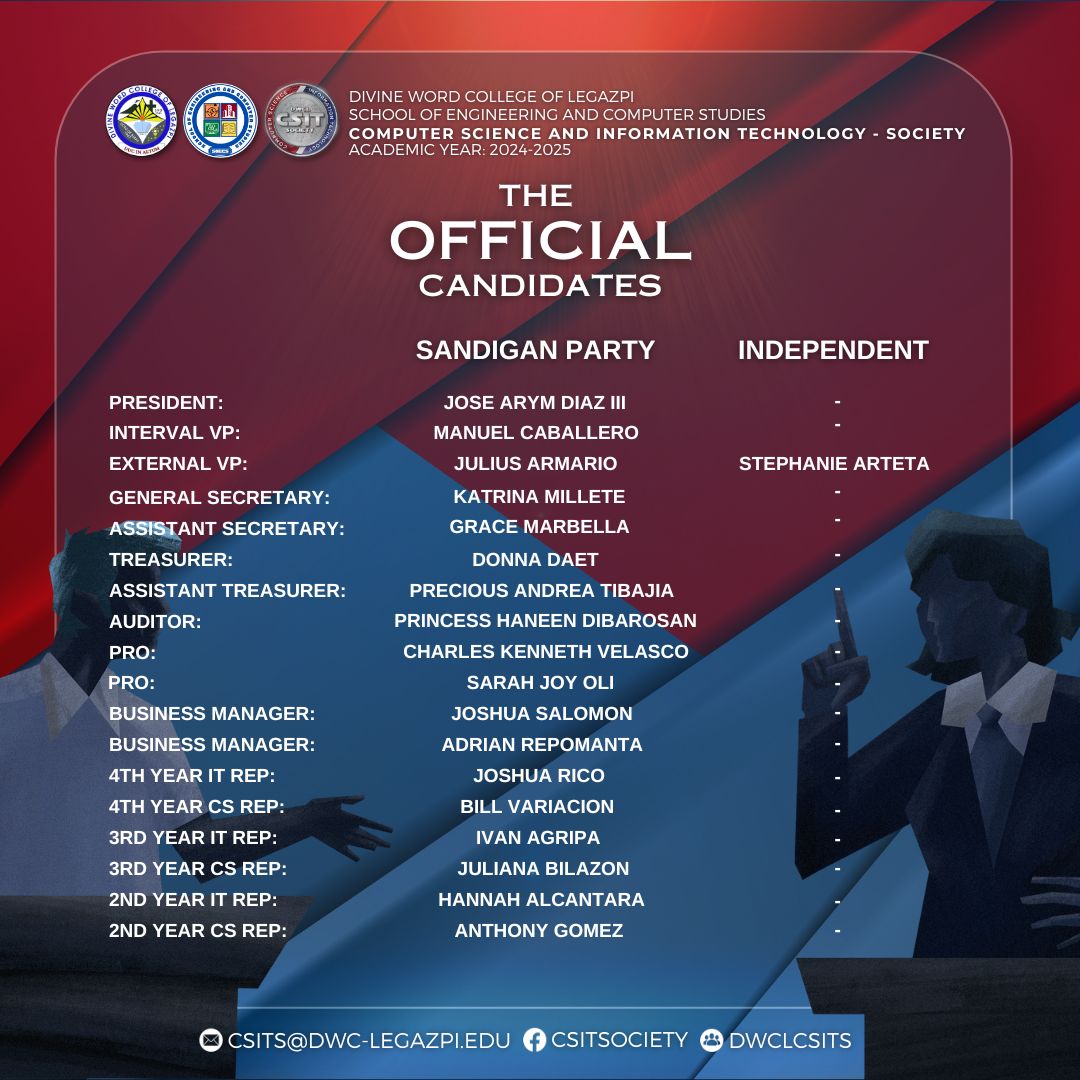 DIVINE WORD COLLEGE OF LEGAZPI
SCHOOL OF ENGINEERING AND COMPUTER STUDIES
COMPUTER SCIENCE AND INFORMATION TECHNOLOGY - SOCIETY
ACADEMIC YEAR: 2024-2025
CSIT
SOCIETY
THE
OFFICIAL
CANDIDATES
SANDIGAN PARTY INDEPENDENT
PRESIDENT: JOSE ARYM DIAZ III -
INTERVAL VP: MANUEL CABALLERO -
EXTERNAL VP: JULIUS ARMARIO STEPHANIE ARTETA
GENERAL SECRETARY: KATRINA MILLETE -
ASSISTANT SECRETARY: GRACE MARBELLA -
TREASURER: DONNA DAET -
ASSISTANT TREASURER: PRECIOUS ANDREA TIBAJIA -
AUDITOR: PRINCESS HANEEN DIBAROSAN -
PRO: CHARLES KENNETH VELASCO -
PRO: SARAH JOY OLI -
BUSINESS MANAGER: JOSHUA SALOMON -
BUSINESS MANAGER: ADRIAN REPOMANTA -
4TH YEAR IT REP: JOSHUA RICO -
4TH YEAR CS REP: BILL VARIACION -
3RD YEAR IT REP: IVAN AGRIPA -
3RD YEAR CS REP: JULIANA BILAZON -
2ND YEAR IT REP: HANNAH ALCANTARA -
2ND YEAR CS REP: ANTHONY GOMEZ -
CSITS@DWC-LEGAZPI.EDU CSITSOCIETY DWCLCSITS